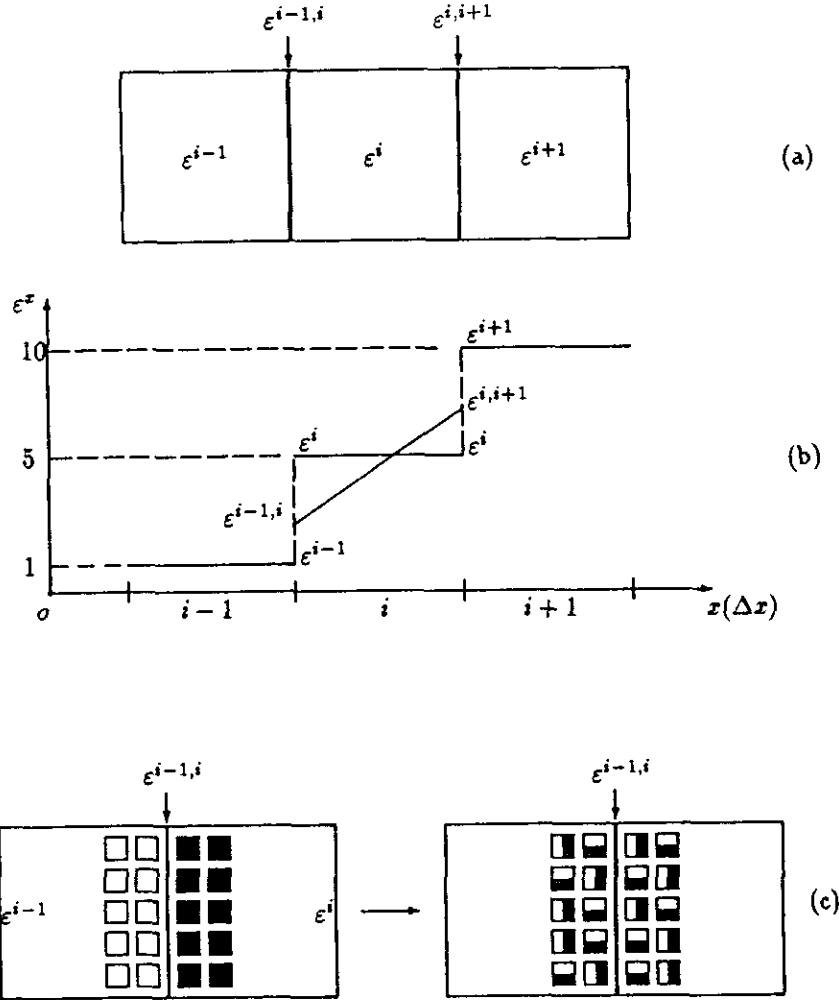 ε^{i−1,i} ε^{i,i+1}
ε^{i−1} ε^{i} ε^{i+1} (a)
ε^{x}
10 ε^{i+1}
ε^{i,i+1}
5 ε^{i} ε^{i} (b)
ε^{i−1,i}
1 ε^{i−1}
o i − 1 i i + 1 x(Δx)
ε^{i−1,i} ε^{i−1,i}
ε^{i−1} ε^{i} (c)